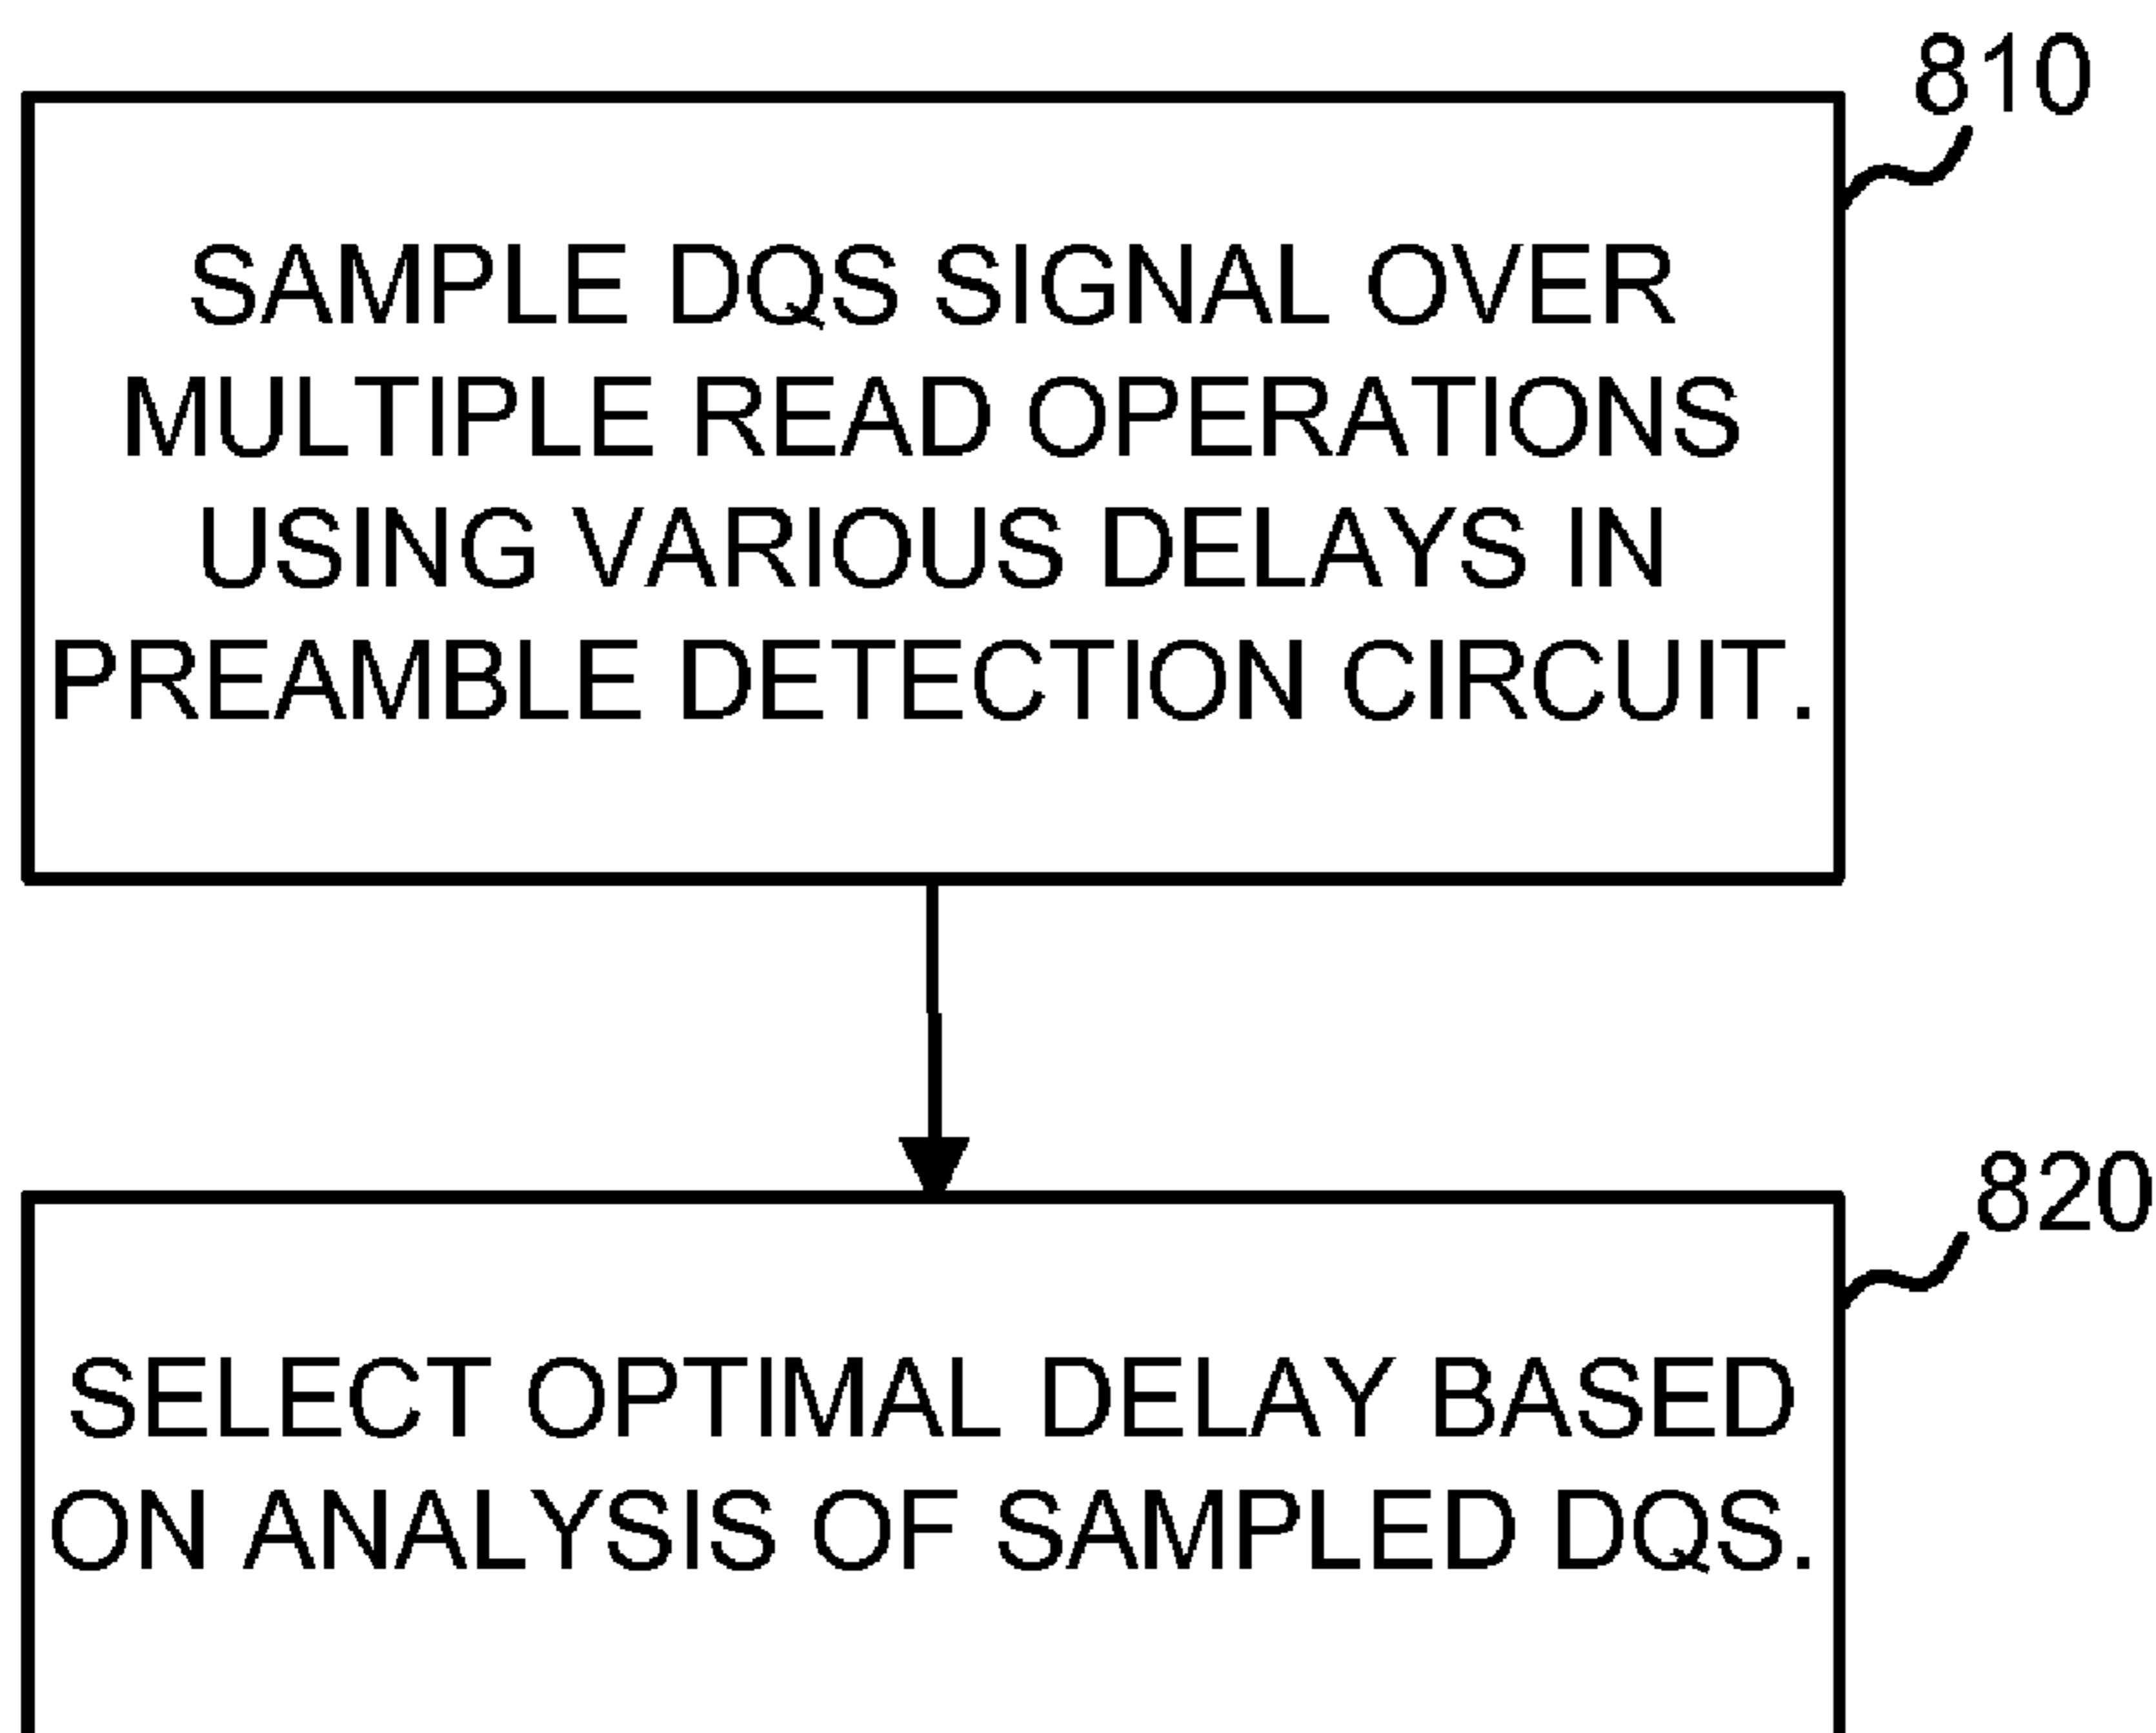 810
SAMPLE DQS SIGNAL OVER
MULTIPLE READ OPERATIONS
USING VARIOUS DELAYS IN
PREAMBLE DETECTION CIRCUIT.
820
SELECT OPTIMAL DELAY BASED
ON ANALYSIS OF SAMPLED DQS.